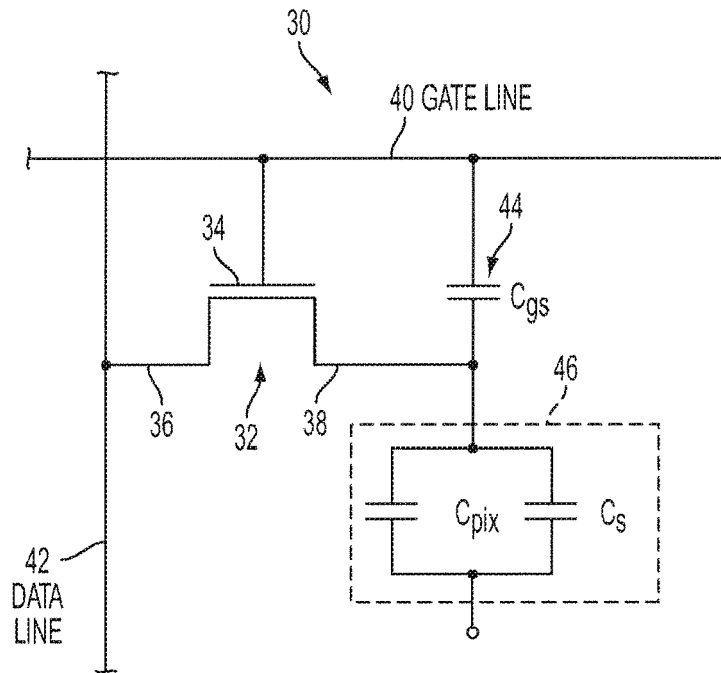 30
40 GATE LINE
34
44
Cgs
36
32
38
46
Cpix
Cs
42
DATA
LINE